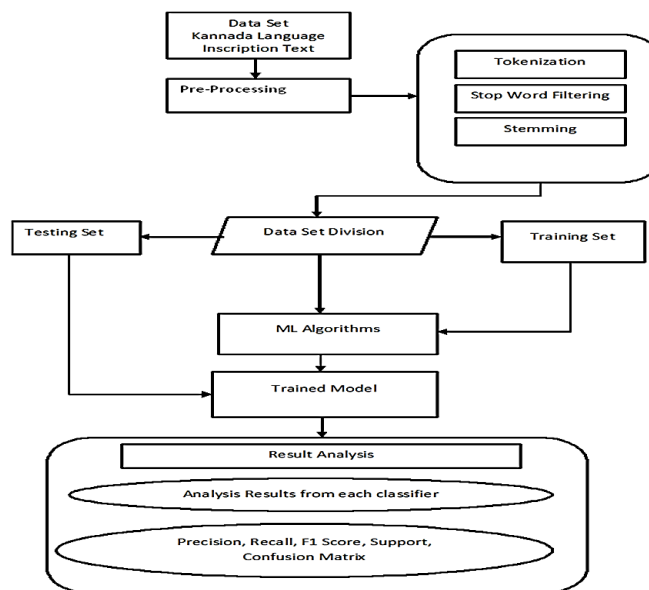 Data Set
Kannada Language
Inscription Text
Pre-Processing
Tokenization
Stop Word Filtering
Stemming
Testing Set
Data Set Division
Training Set
ML Algorithms
Trained Model
Result Analysis
Analysis Results from each classifier
Precision, Recall, F1 Score, Support,
Confusion Matrix